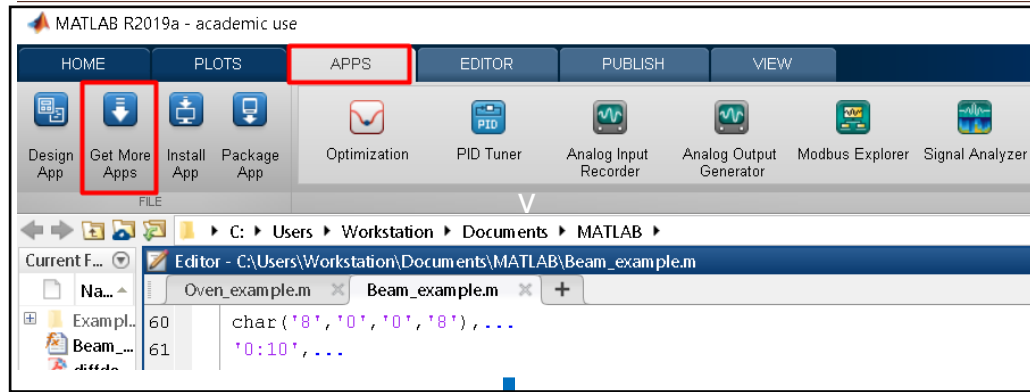 MATLAB R2019a - academic use
HOME PLOTS APPS EDITOR PUBLISH VIEW
PID
Design Get More Install Package Optimization PID Tuner Analog Input Analog Output Modbus Explorer Signal Analyzer
App Apps App App Recorder Generator
FILE
V
C: Users Workstation Documents MATLAB
Current F... Editor - C:\Users\Workstation\Documents\MATLAB\Beam_example.m
Na... Oven_example.m Beam_example.m +
Exampl.. 60 char('8','0','0','8'),...
Beam_... 61 '0:10',...